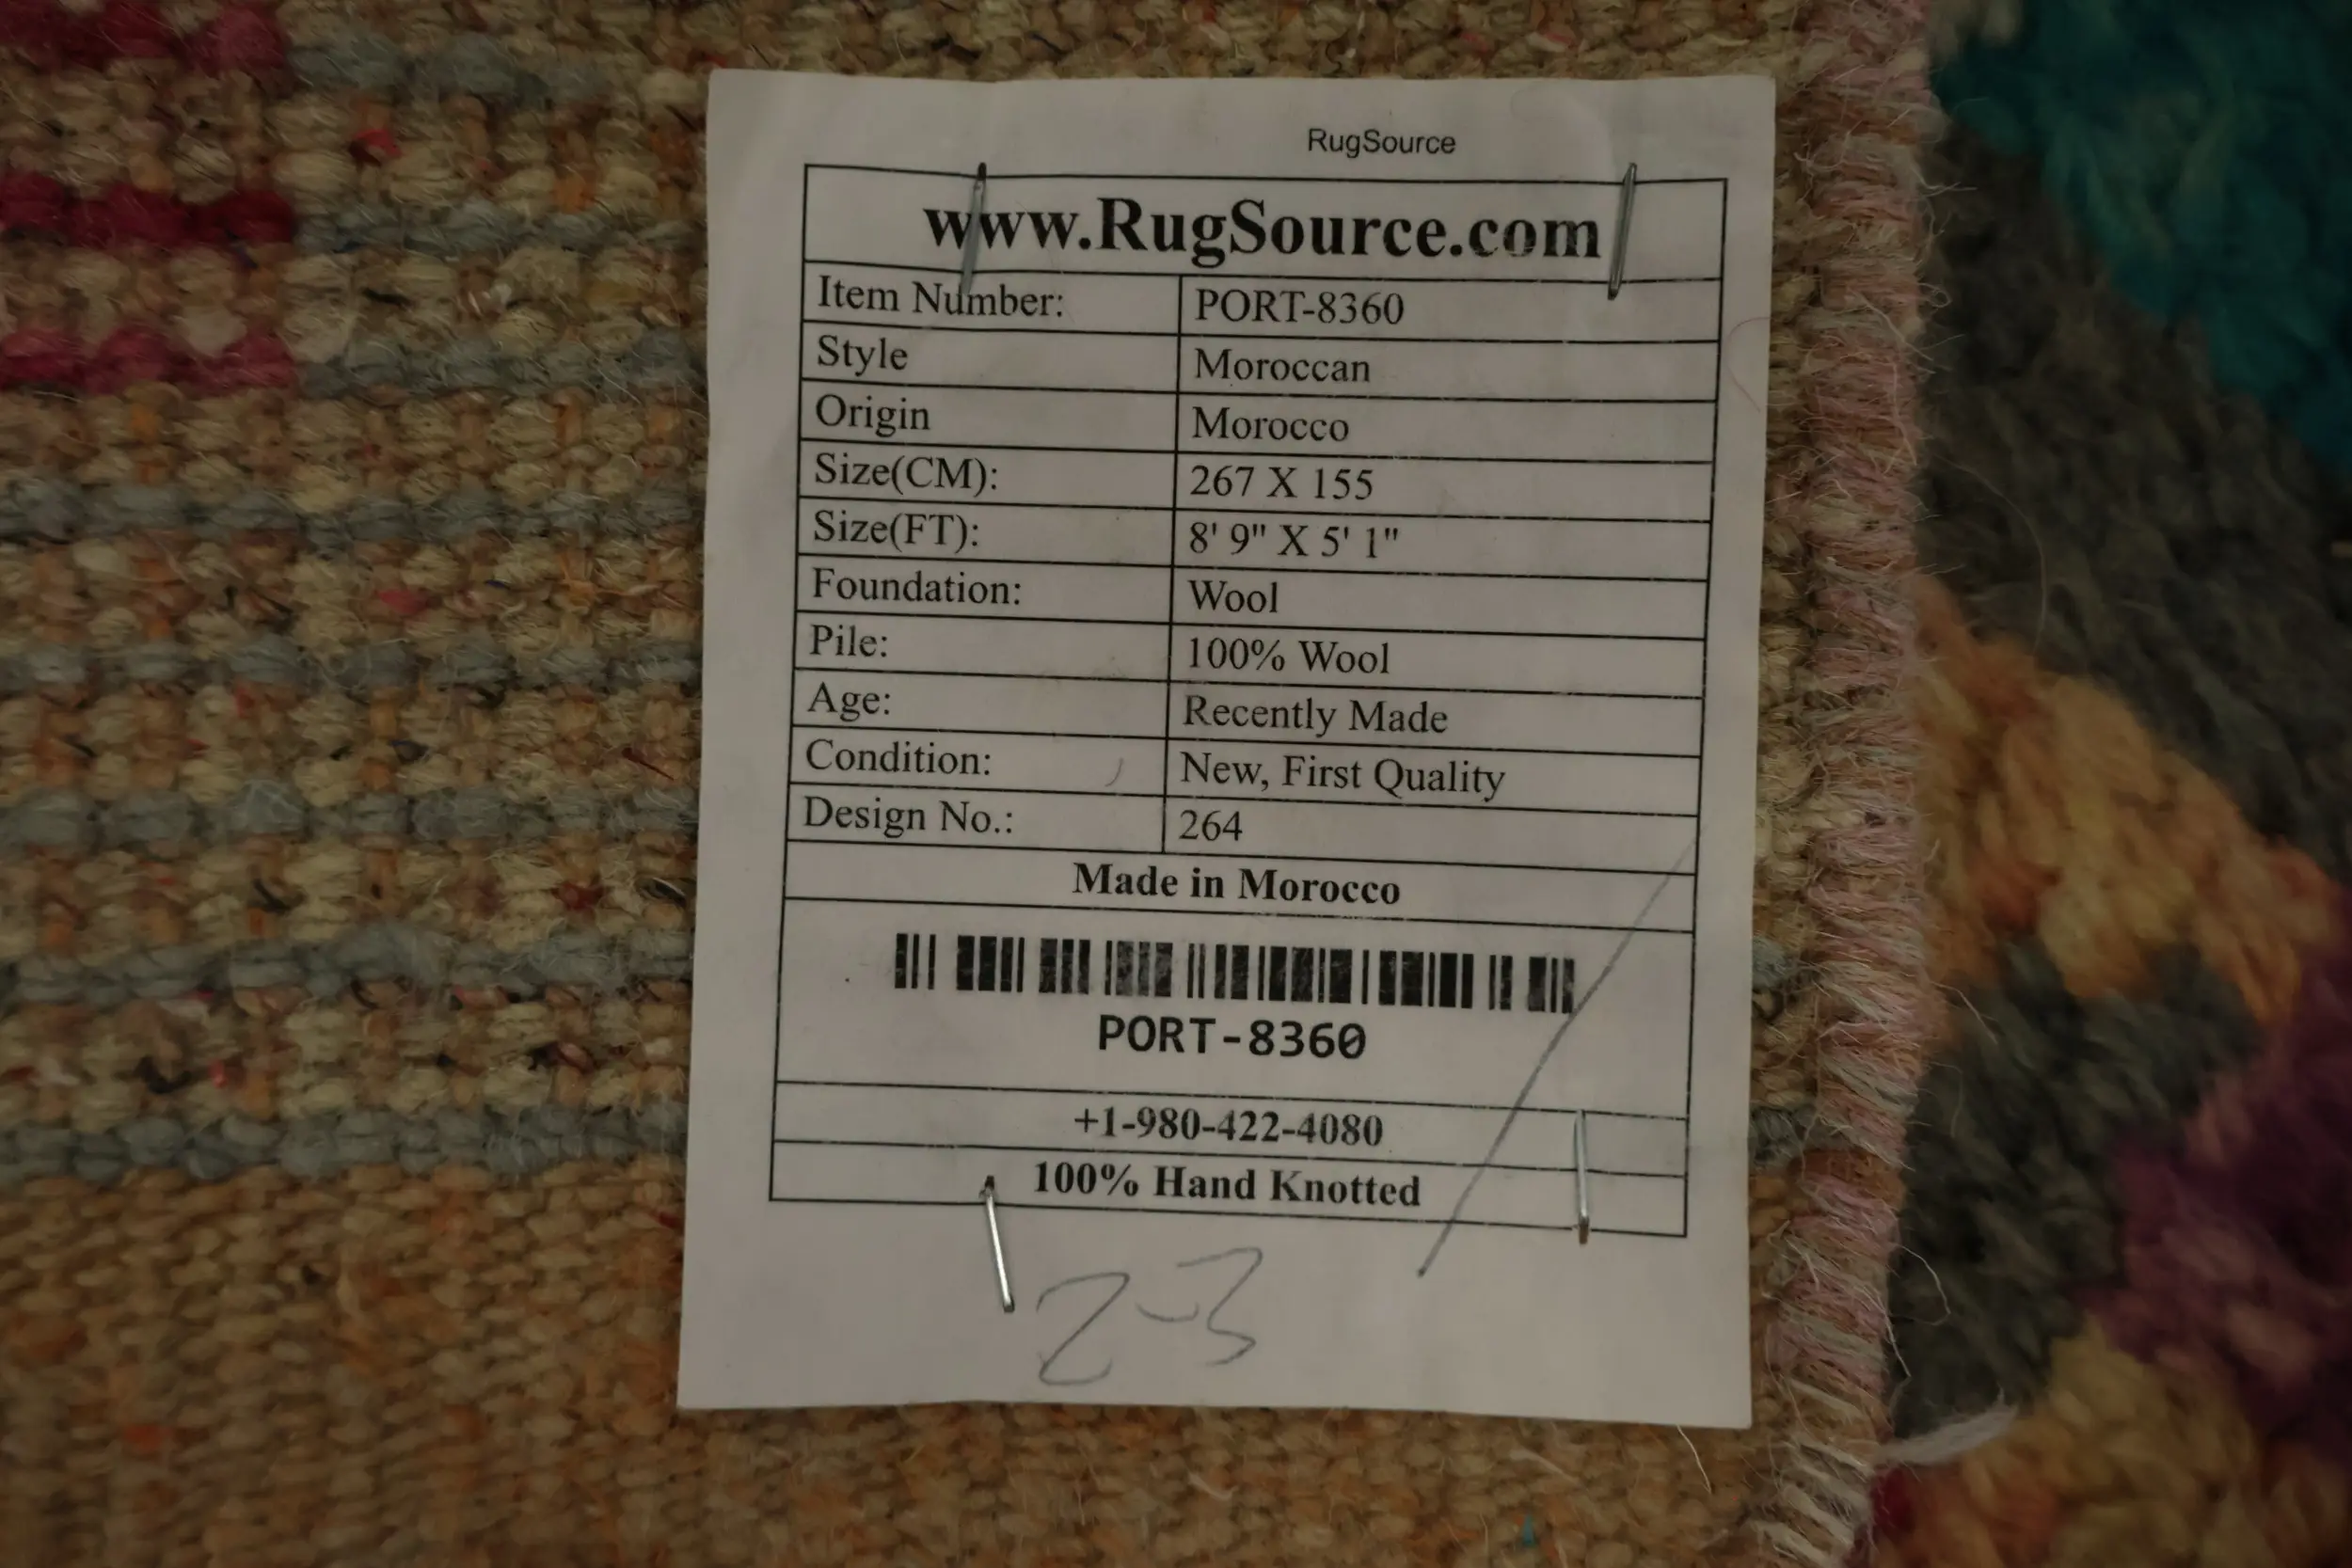 RugSource
www.RugSource.com
Item Number: PORT-8360
Style Moroccan
Origin Morocco
Size(CM): 267 X 155
Size(FT): 8' 9" X 5' 1"
Foundation: Wool
Pile: 100% Wool
Age: Recently Made
Condition: New, First Quality
Design No.: 264
Made in Morocco
PORT-8360
+1-980-422-4080
100% Hand Knotted
2-3